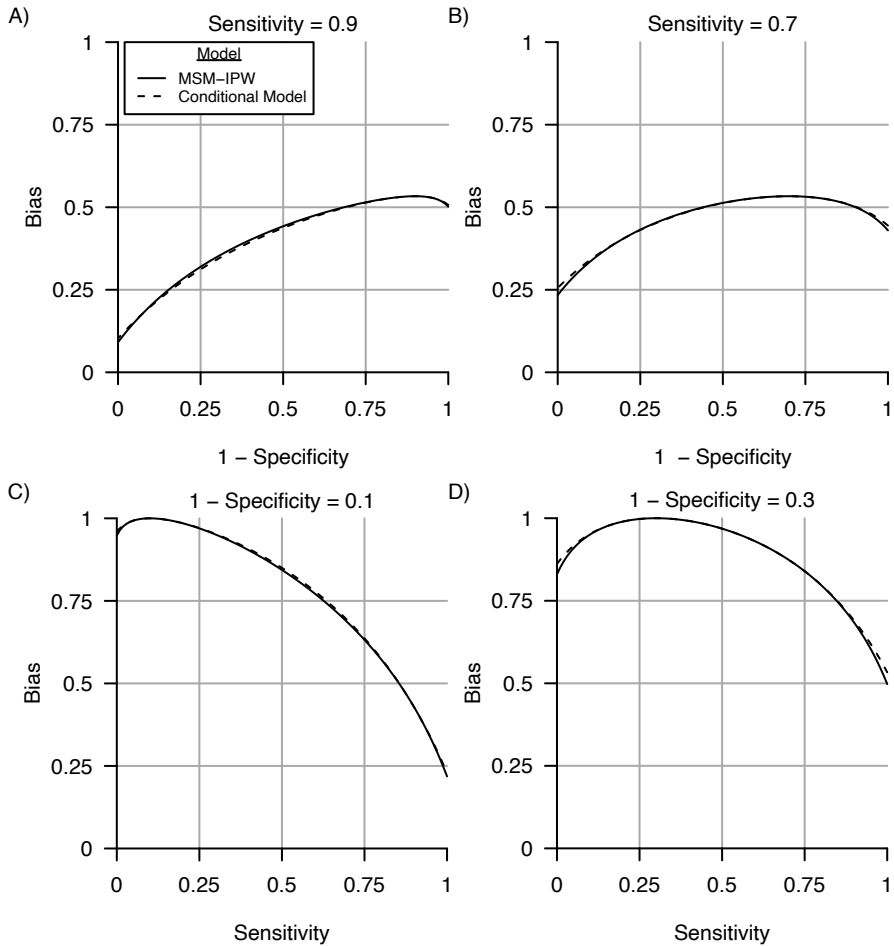 A)
Sensitivity = 0.9
Model
MSM−IPW
Conditional Model
1
0.75
0.5
0.25
0
Bias
0 0.25 0.5 0.75 1
1 − Specificity
B)
Sensitivity = 0.7
1
0.75
0.5
0.25
0
Bias
0 0.25 0.5 0.75 1
1 − Specificity
C)
1 − Specificity = 0.1
1
0.75
0.5
0.25
0
Bias
0 0.25 0.5 0.75 1
Sensitivity
D)
1 − Specificity = 0.3
1
0.75
0.5
0.25
0
Bias
0 0.25 0.5 0.75 1
Sensitivity